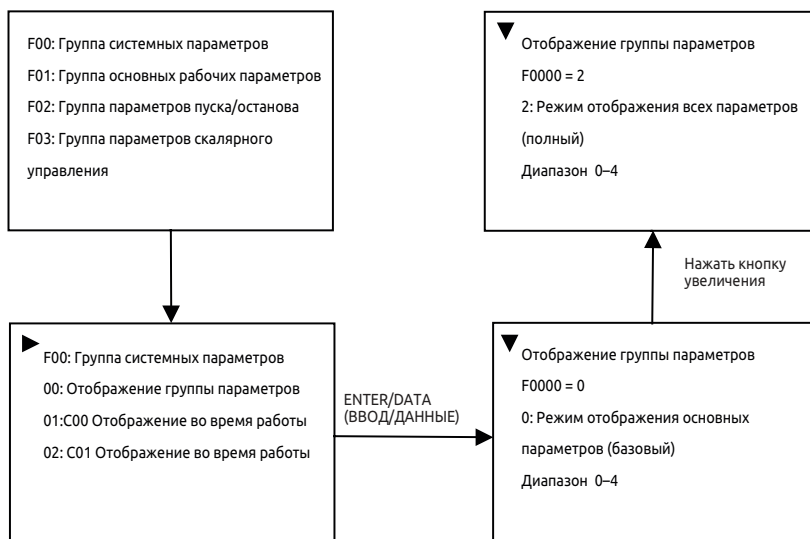 F00: Группа системных параметров
F01: Группа основных рабочих параметров
F02: Группа параметров пуска/останова
F03: Группа параметров скалярного
управления
Отображение группы параметров
F0000 = 2
2: Режим отображения всех параметров
(полный)
Диапазон 0–4
Нажать кнопку
увеличения
F00: Группа системных параметров
00: Отображение группы параметров
01:C00 Отображение во время работы
02: C01 Отображение во время работы
ENTER/DATA
(ВВОД/ДАННЫЕ)
Отображение группы параметров
F0000 = 0
0: Режим отображения основных
параметров (базовый)
Диапазон 0–4